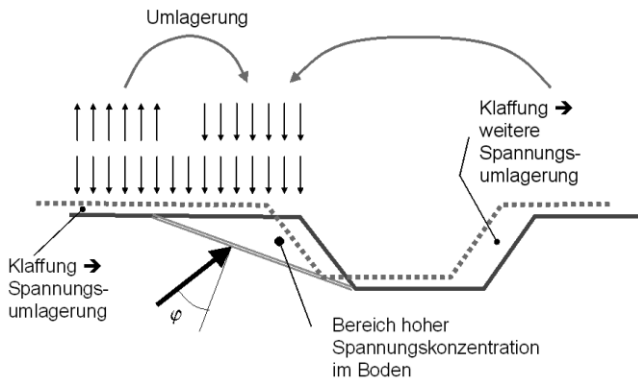 Umlagerung
Klaffung ➔
weitere
Spannungs-
umlagerung
Klaffung ➔
Spannungs-
umlagerung
φ
Bereich hoher
Spannungskonzentration
im Boden